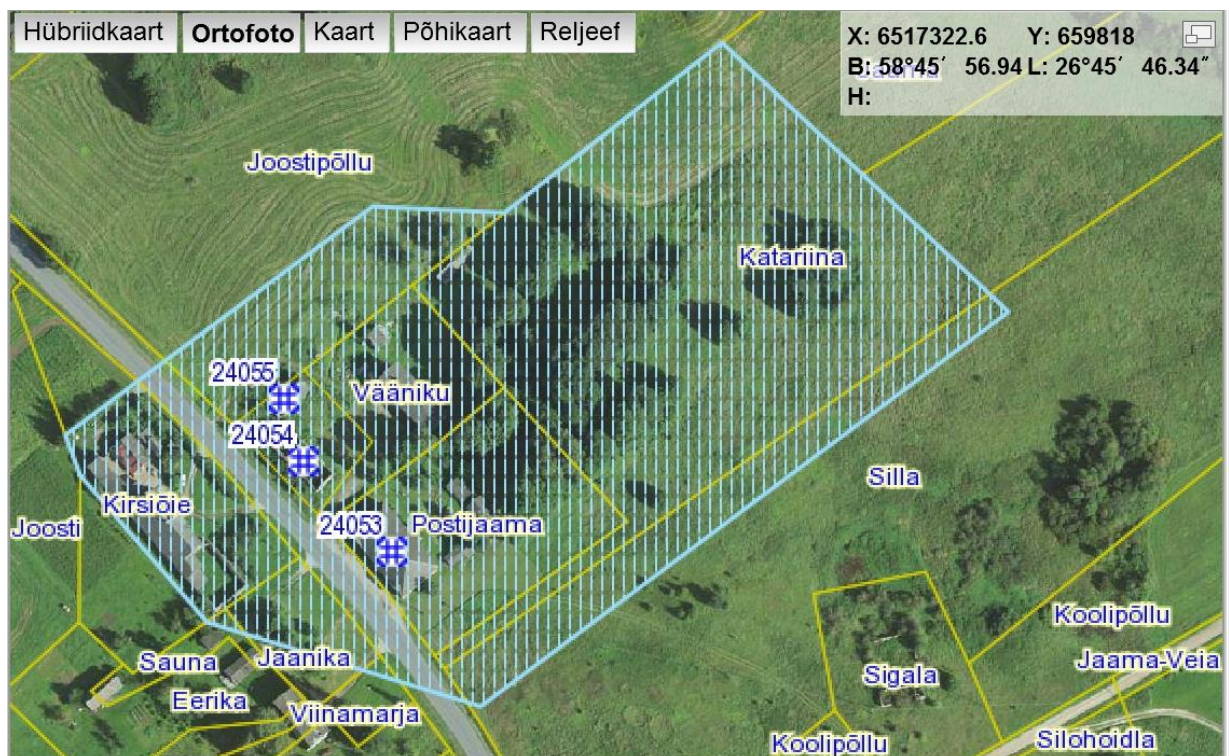 Hübriidkaart Ortofoto Kaart Põhikaart Reljeef
X: 6517322.6 Y: 659818
B: 58°45′ 56.94 L: 26°45′ 46.34″
H:
Jaama
Joostipõllu
Katariina
24055
Vääniku
24054
Silla
Kirsiõie
24053
Postijaama
Joosti
Koolipõllu
Sauna
Jaanika
Jaama-Veia
Eerika
Sigala
Viinamarja
Koolipõllu
Silohoidla